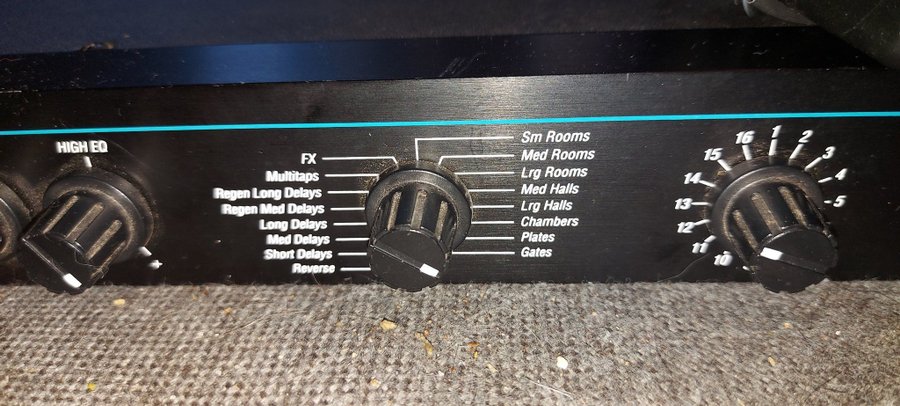 HIGH EQ
FX
Multitaps
Regen Long Delays
Regen Med Delays
Long Delays
Med Delays
Short Delays
Reverse
Sm Rooms
Med Rooms
Lrg Rooms
Med Halls
Lrg Halls
Chambers
Plates
Gates
16
1
2
3
4
5
15
14
13
12
11
10
+